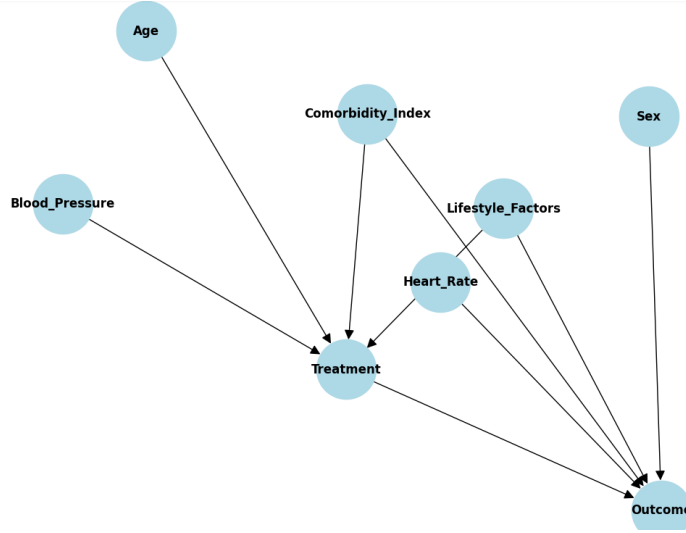 Age
Comorbidity_Index
Sex
Blood_Pressure
Lifestyle_Factors
Heart_Rate
Treatment
Outcome